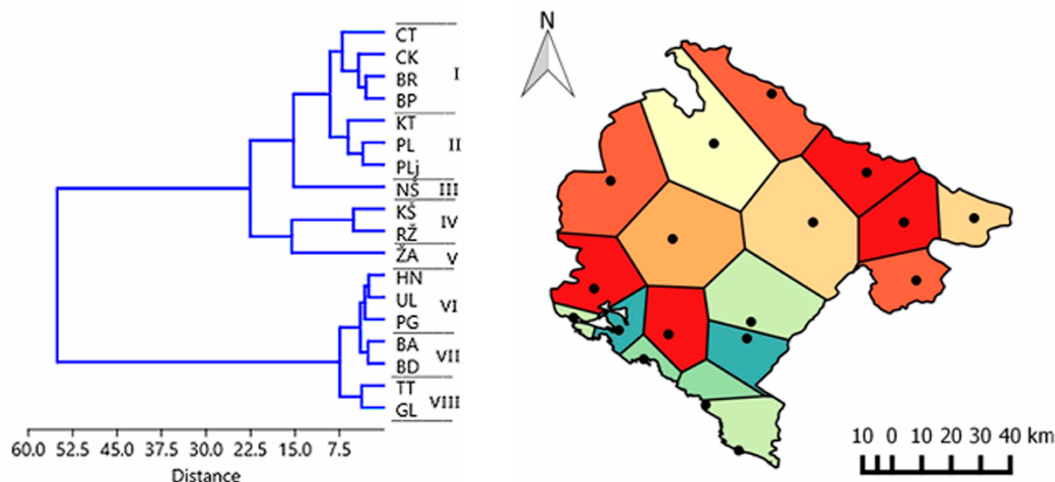 CT
CK
BR
BP
I
KT
PL
PLj
II
NŠ
III
KŠ
RŽ
IV
ŽA
V
HN
UL
PG
VI
BA
BD
VII
TT
GL
VIII
60.0 52.5 45.0 37.5 30.0 22.5 15.0 7.5
Distance
N
10 0 10 20 30 40 km